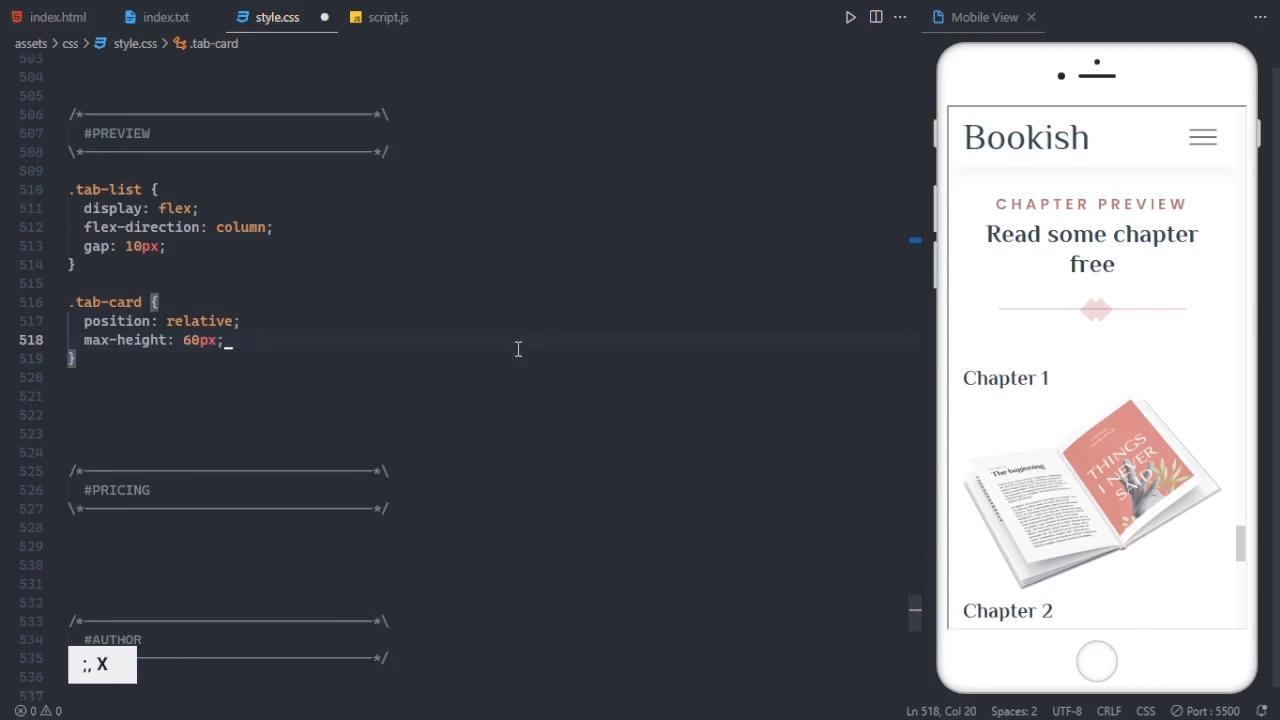 index.html
index.txt
style.css
script.js
Mobile View
assets > css > style.css > .tab-card
503
504
505
506 /*-----------------------------------*\
507 #PREVIEW
508 \*-----------------------------------*/
509
510 .tab-list {
511 display: flex;
512 flex-direction: column;
513 gap: 10px;
514 }
515
516 .tab-card {
517 position: relative;
518 max-height: 60px;
519 }
520
521
522
523
524
525 /*-----------------------------------*\
526 #PRICING
527 \*-----------------------------------*/
528
529
530
531
532
533 /*-----------------------------------*\
534 #AUTHOR
535 -----------------------------------*/
536
537
;, X
Bookish
CHAPTER PREVIEW
Read some chapter
free
Chapter 1
The beginning
THINGS
I NEVER
SAID
Chapter 2
0 0
Ln 518, Col 20
Spaces: 2
UTF-8
CRLF
CSS
Port : 5500